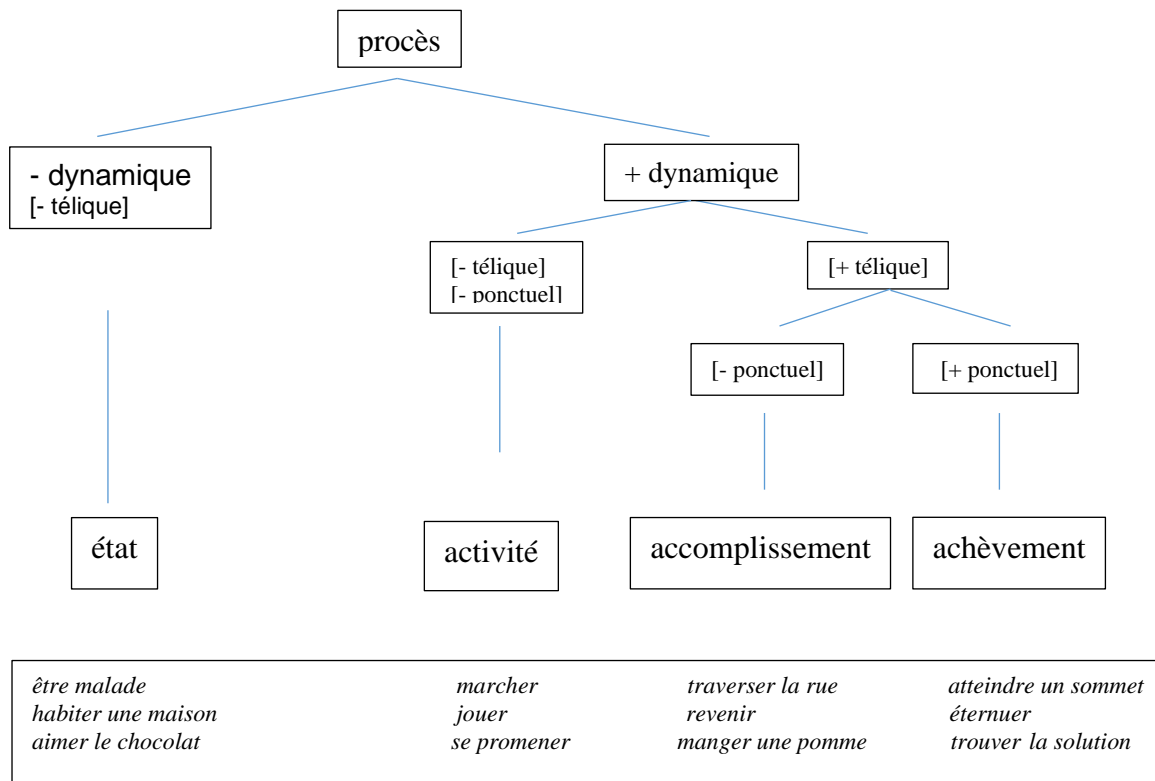 procès
- dynamique
[- télique]
+ dynamique
[- télique]
[- ponctuel]
[+ télique]
[- ponctuel]
[+ ponctuel]
état
activité
accomplissement
achèvement
être malade marcher traverser la rue atteindre un sommet
habiter une maison jouer revenir éternuer
aimer le chocolat se promener manger une pomme trouver la solution